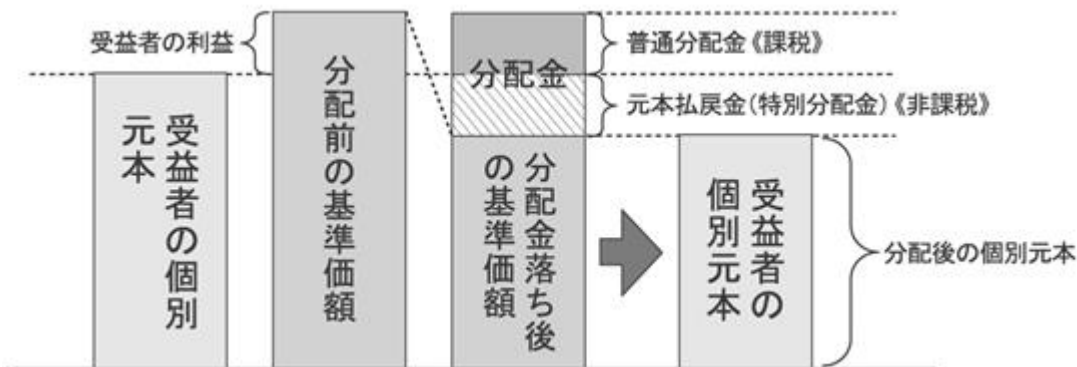 受益者の利益
受益者の個別
元本
分配前の基準価額
分配金
分配金落ち後
の基準価額
普通分配金《課税》
元本払戻金(特別分配金)《非課税》
受益者の
個別元本
分配後の個別元本